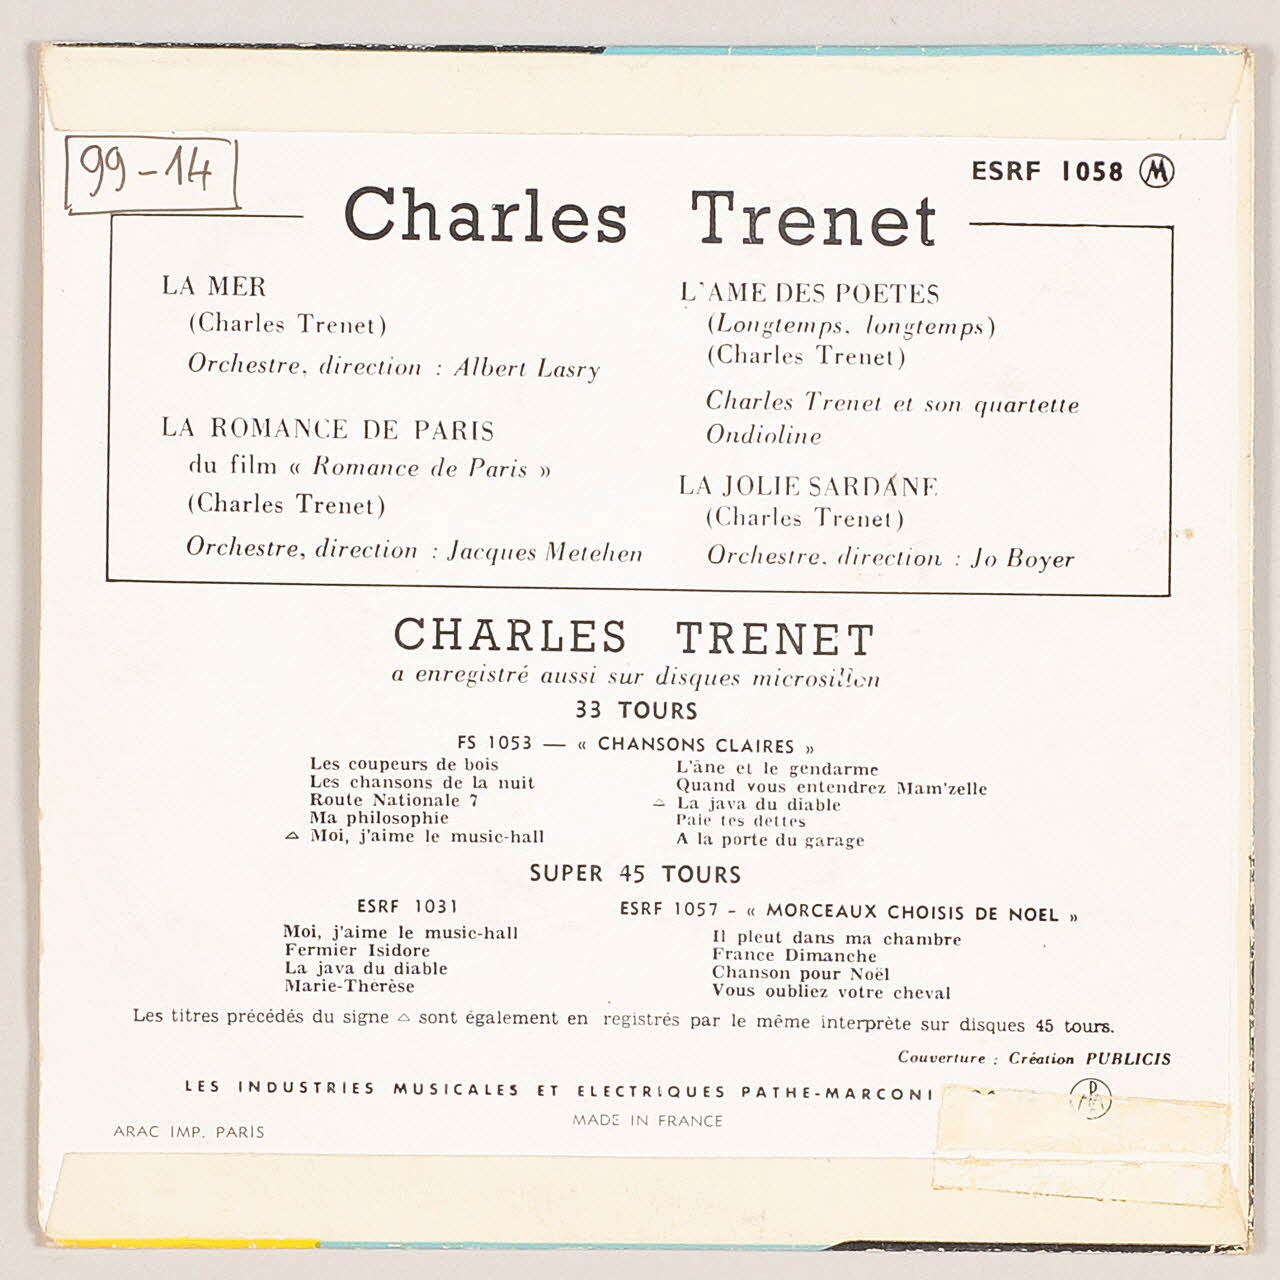 99-14
ESRF 1058 M
Charles Trenet
LA MER
(Charles Trenet)
Orchestre, direction : Albert Lasry
LA ROMANCE DE PARIS
du film « Romance de Paris »
(Charles Trenet)
Orchestre, direction : Jacques Metehen
L'AME DES POETES
(Longtemps, longtemps)
(Charles Trenet)
Charles Trenet et son quartette
Ondioline
LA JOLIE SARDANE
(Charles Trenet)
Orchestre, direction : Jo Boyer
CHARLES TRENET
a enregistré aussi sur disques microsillon
33 TOURS
FS 1053 — « CHANSONS CLAIRES »
Les coupeurs de bois
Les chansons de la nuit
Route Nationale 7
Ma philosophie
△ Moi, j'aime le music-hall
L'âne et le gendarme
Quand vous entendrez Mam'zelle
△ La java du diable
Paie tes dettes
A la porte du garage
SUPER 45 TOURS
ESRF 1031
Moi, j'aime le music-hall
Fermier Isidore
La java du diable
Marie-Thérèse
ESRF 1057 - « MORCEAUX CHOISIS DE NOEL »
Il pleut dans ma chambre
France Dimanche
Chanson pour Noël
Vous oubliez votre cheval
Les titres précédés du signe △ sont également en registrés par le même interprète sur disques 45 tours.
Couverture : Création PUBLICIS
LES INDUSTRIES MUSICALES ET ELECTRIQUES PATHE-MARCONI
MADE IN FRANCE
ARAC IMP. PARIS